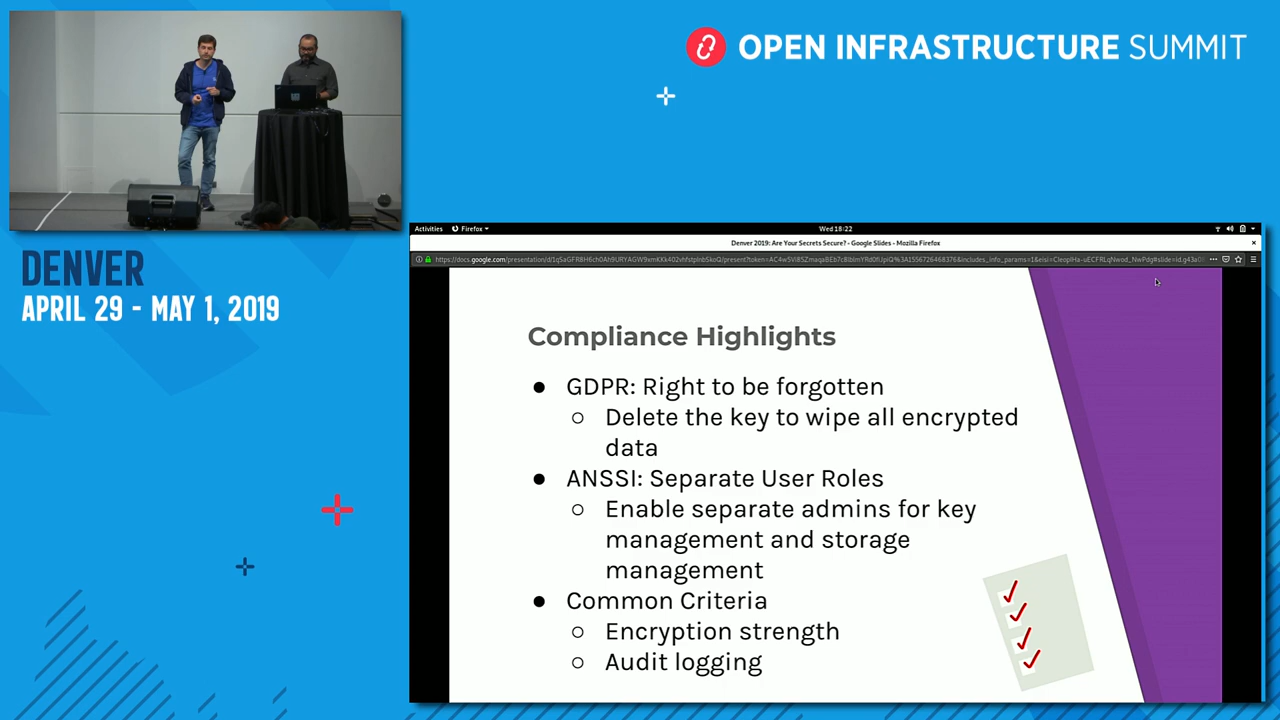 OPEN INFRASTRUCTURE SUMMIT
DENVER
APRIL 29 - MAY 1, 2019
Activities Firefox Wed 18:22
Denver 2019: Are Your Secrets Secure? - Google Slides - Mozilla Firefox
Compliance Highlights
● GDPR: Right to be forgotten
○ Delete the key to wipe all encrypted
data
● ANSSI: Separate User Roles
○ Enable separate admins for key
management and storage
management
● Common Criteria
○ Encryption strength
○ Audit logging